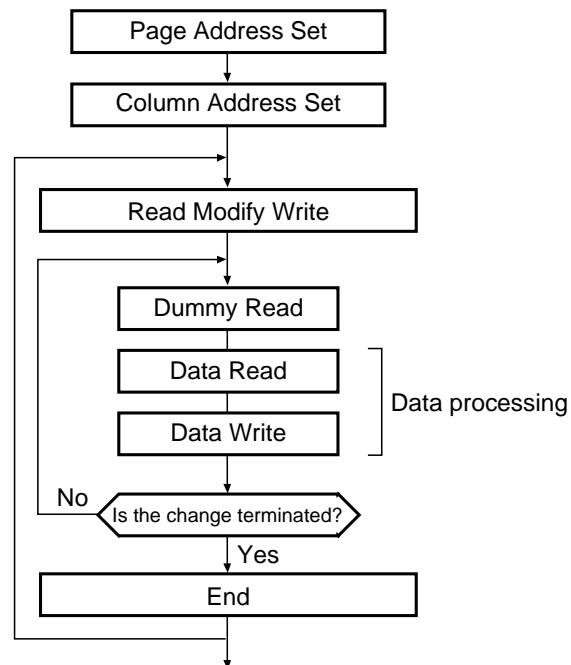 Page Address Set
Column Address Set
Read Modify Write
Dummy Read
Data Read
Data processing
Data Write
No
Is the change terminated?
Yes
End